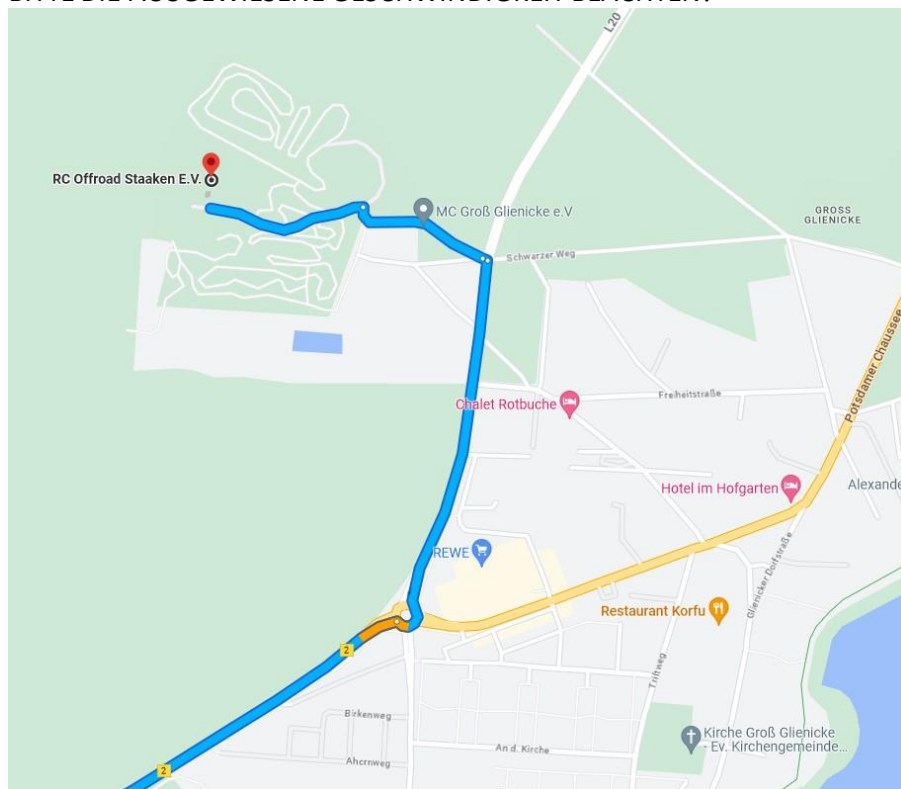 L20
RC Offroad Staaken E.V.
MC Groß Glienicke e.V
GROSS
GLIENICKE
Schwarzer Weg
Potsdamer Chaussee
Freiheitstraße
Chalet Rotbuche
Hotel im Hofgarten
Alexande
REWE
Glienicker Dorfstraße
Restaurant Korfu
2
Triftweg
Birkenweg
Kirche Groß Glienicke
- Ev. Kirchengemeinde...
An d. Kirche
Ahornweg
2